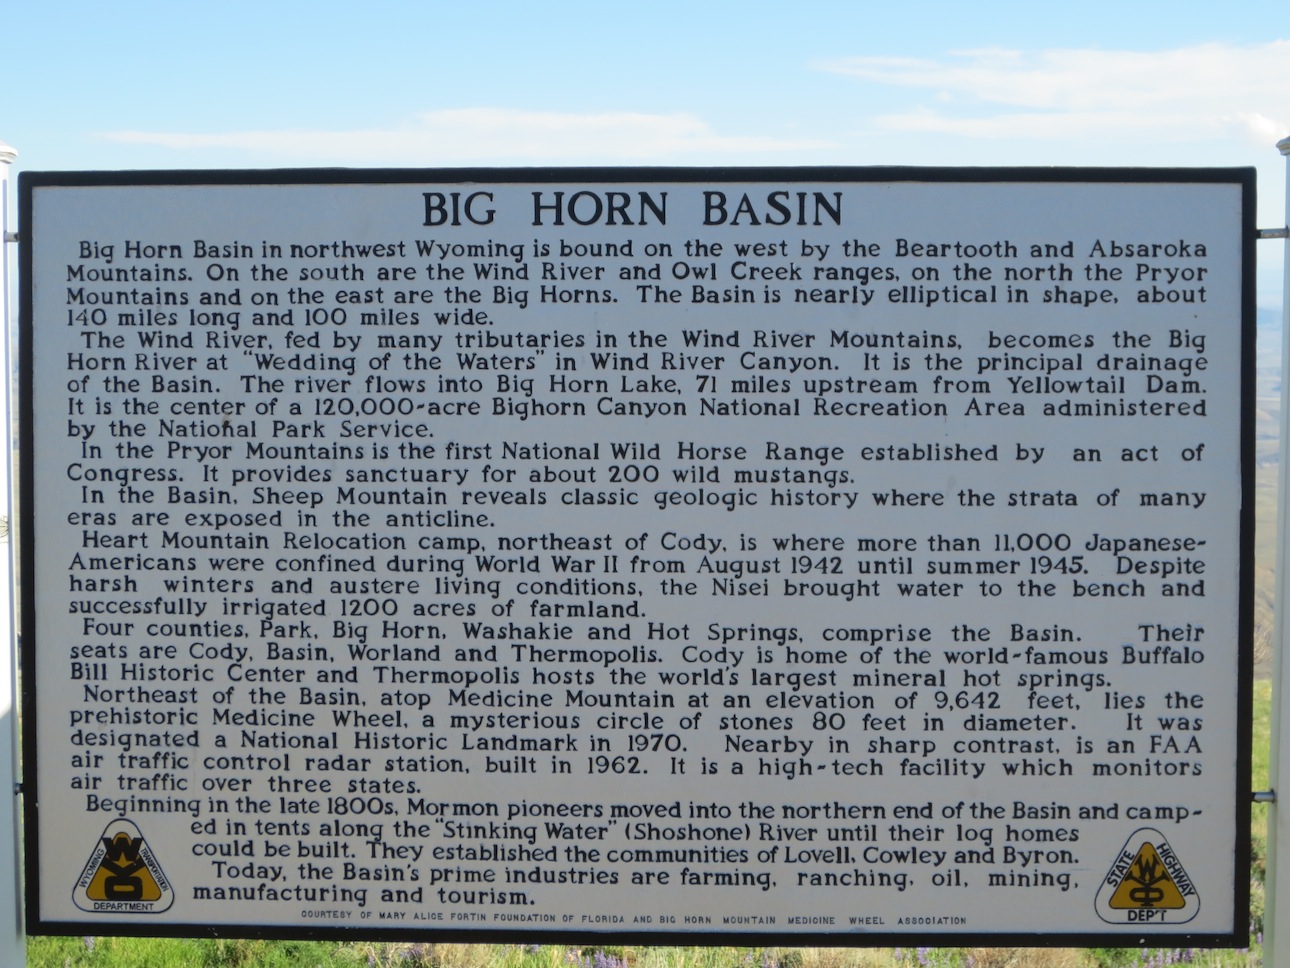 BIG HORN BASIN
Big Horn Basin in northwest Wyoming is bound on the west by the Beartooth and Absaroka
Mountains. On the south are the Wind River and Owl Creek ranges, on the north the Pryor
Mountains and on the east are the Big Horns. The Basin is nearly elliptical in shape, about
140 miles long and 100 miles wide.
The Wind River, fed by many tributaries in the Wind River Mountains, becomes the Big
Horn River at "Wedding of the Waters" in Wind River Canyon. It is the principal drainage
of the Basin. The river flows into Big Horn Lake, 71 miles upstream from Yellowtail Dam.
It is the center of a 120,000-acre Bighorn Canyon National Recreation Area administered
by the National Park Service.
In the Pryor Mountains is the first National Wild Horse Range established by an act of
Congress. It provides sanctuary for about 200 wild mustangs.
In the Basin, Sheep Mountain reveals classic geologic history where the strata of many
eras are exposed in the anticline.
Heart Mountain Relocation camp, northeast of Cody, is where more than 11,000 Japanese-
Americans were confined during World War II from August 1942 until summer 1945. Despite
harsh winters and austere living conditions, the Nisei brought water to the bench and
successfully irrigated 1200 acres of farmland.
Four counties, Park, Big Horn, Washakie and Hot Springs, comprise the Basin. Their
seats are Cody, Basin, Worland and Thermopolis. Cody is home of the world-famous Buffalo
Bill Historic Center and Thermopolis hosts the world's largest mineral hot springs.
Northeast of the Basin, atop Medicine Mountain at an elevation of 9,642 feet, lies the
prehistoric Medicine Wheel, a mysterious circle of stones 80 feet in diameter. It was
designated a National Historic Landmark in 1970. Nearby in sharp contrast, is an FAA
air traffic control radar station, built in 1962. It is a high-tech facility which monitors
air traffic over three states.
Beginning in the late 1800s, Mormon pioneers moved into the northern end of the Basin and camp-
ed in tents along the "Stinking Water" (Shoshone) River until their log homes
could be built. They established the communities of Lovell, Cowley and Byron.
Today, the Basin's prime industries are farming, ranching, oil, mining,
manufacturing and tourism.
COURTESY OF MARY ALICE FORTIN FOUNDATION OF FLORIDA AND BIG HORN MOUNTAIN MEDICINE WHEEL ASSOCIATION
WYOMING TRANSPORTATION
DEPARTMENT
STATE HIGHWAY
DEP'T